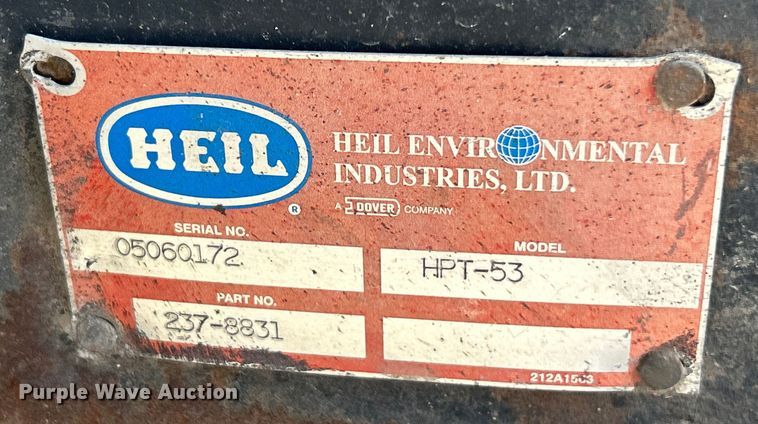 HEIL
®
HEIL ENVIRONMENTAL
INDUSTRIES, LTD.
A DOVER COMPANY
SERIAL NO.
05060172
MODEL
HPT-53
PART NO.
237-8831
Purple Wave Auction